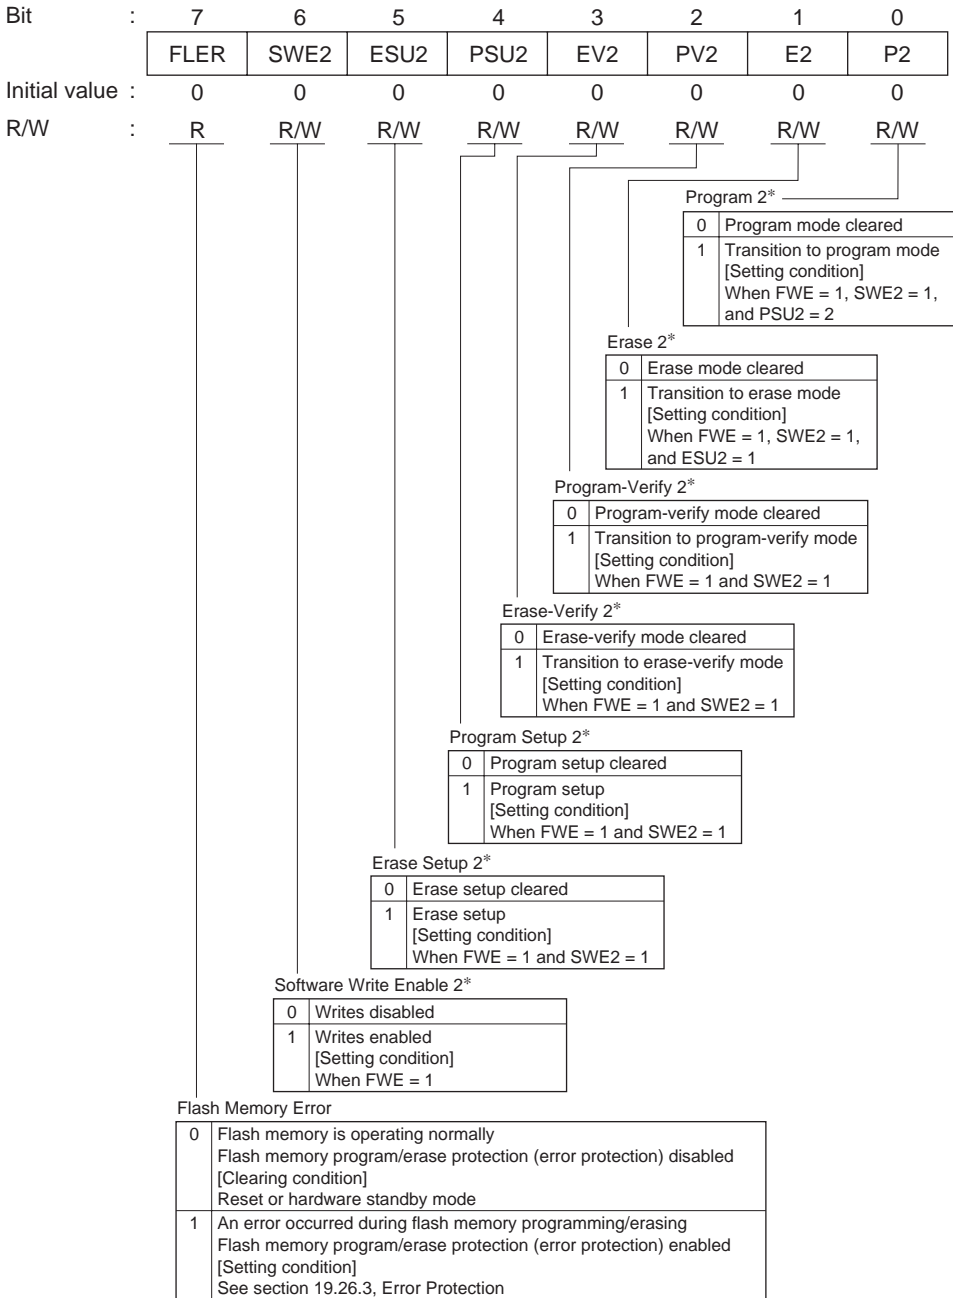 Bit : 7 6 5 4 3 2 1 0
FLER SWE2 ESU2 PSU2 EV2 PV2 E2 P2
Initial value : 0 0 0 0 0 0 0 0
R/W : R R/W R/W R/W R/W R/W R/W R/W
Program 2*
0 Program mode cleared
1 Transition to program mode
[Setting condition]
When FWE = 1, SWE2 = 1,
and PSU2 = 2
Erase 2*
0 Erase mode cleared
1 Transition to erase mode
[Setting condition]
When FWE = 1, SWE2 = 1,
and ESU2 = 1
Program-Verify 2*
0 Program-verify mode cleared
1 Transition to program-verify mode
[Setting condition]
When FWE = 1 and SWE2 = 1
Erase-Verify 2*
0 Erase-verify mode cleared
1 Transition to erase-verify mode
[Setting condition]
When FWE = 1 and SWE2 = 1
Program Setup 2*
0 Program setup cleared
1 Program setup
[Setting condition]
When FWE = 1 and SWE2 = 1
Erase Setup 2*
0 Erase setup cleared
1 Erase setup
[Setting condition]
When FWE = 1 and SWE2 = 1
Software Write Enable 2*
0 Writes disabled
1 Writes enabled
[Setting condition]
When FWE = 1
Flash Memory Error
0 Flash memory is operating normally
Flash memory program/erase protection (error protection) disabled
[Clearing condition]
Reset or hardware standby mode
1 An error occurred during flash memory programming/erasing
Flash memory program/erase protection (error protection) enabled
[Setting condition]
See section 19.26.3, Error Protection